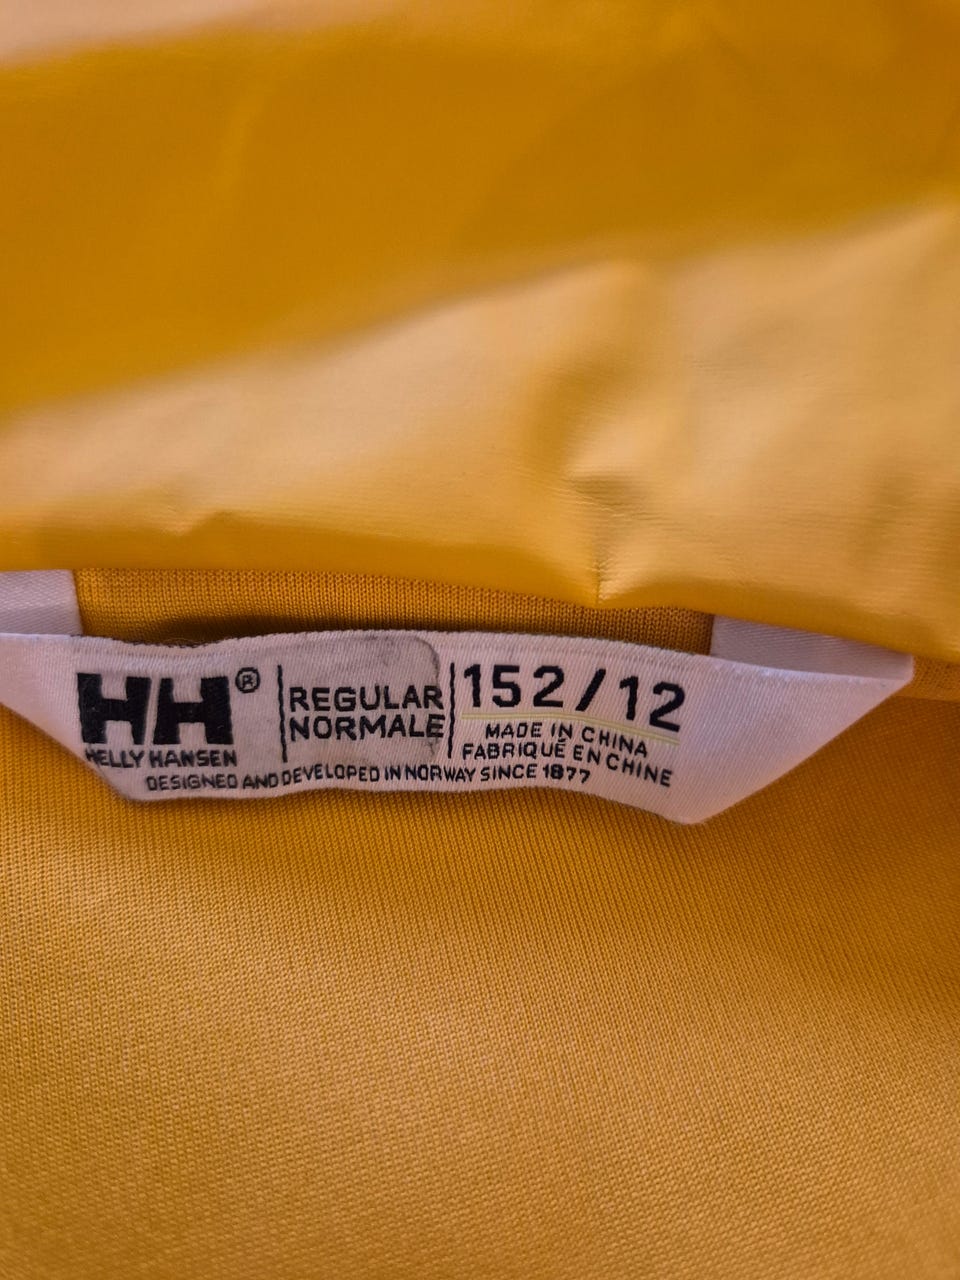 HH®
HELLY HANSEN
REGULAR
NORMALE
152/12
MADE IN CHINA
FABRIQUÉ EN CHINE
DESIGNED AND DEVELOPED IN NORWAY SINCE 1877